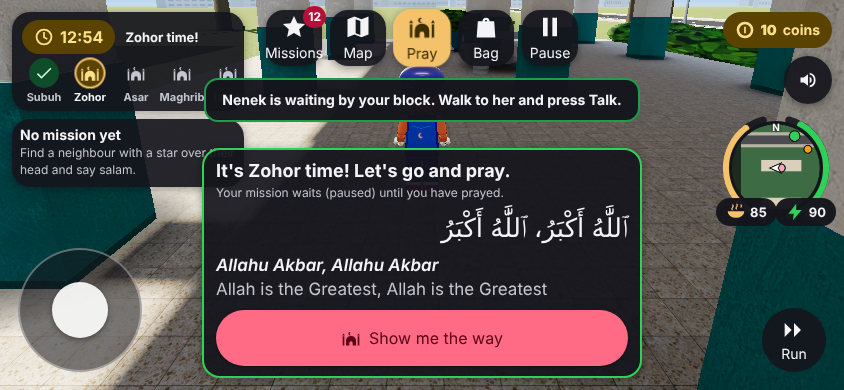 12:54
Zohor time!
Subuh
Zohor
Asar
Maghrib
No mission yet
Find a neighbour with a star over
head and say salam.
12
Missions
Map
Pray
Bag
Pause
10 coins
Nenek is waiting by your block. Walk to her and press Talk.
It's Zohor time! Let's go and pray.
Your mission waits (paused) until you have prayed.
ٱللَّهُ أَكْبَرُ، ٱللَّهُ أَكْبَرُ
Allahu Akbar, Allahu Akbar
Allah is the Greatest, Allah is the Greatest
Show me the way
N
85
90
Run